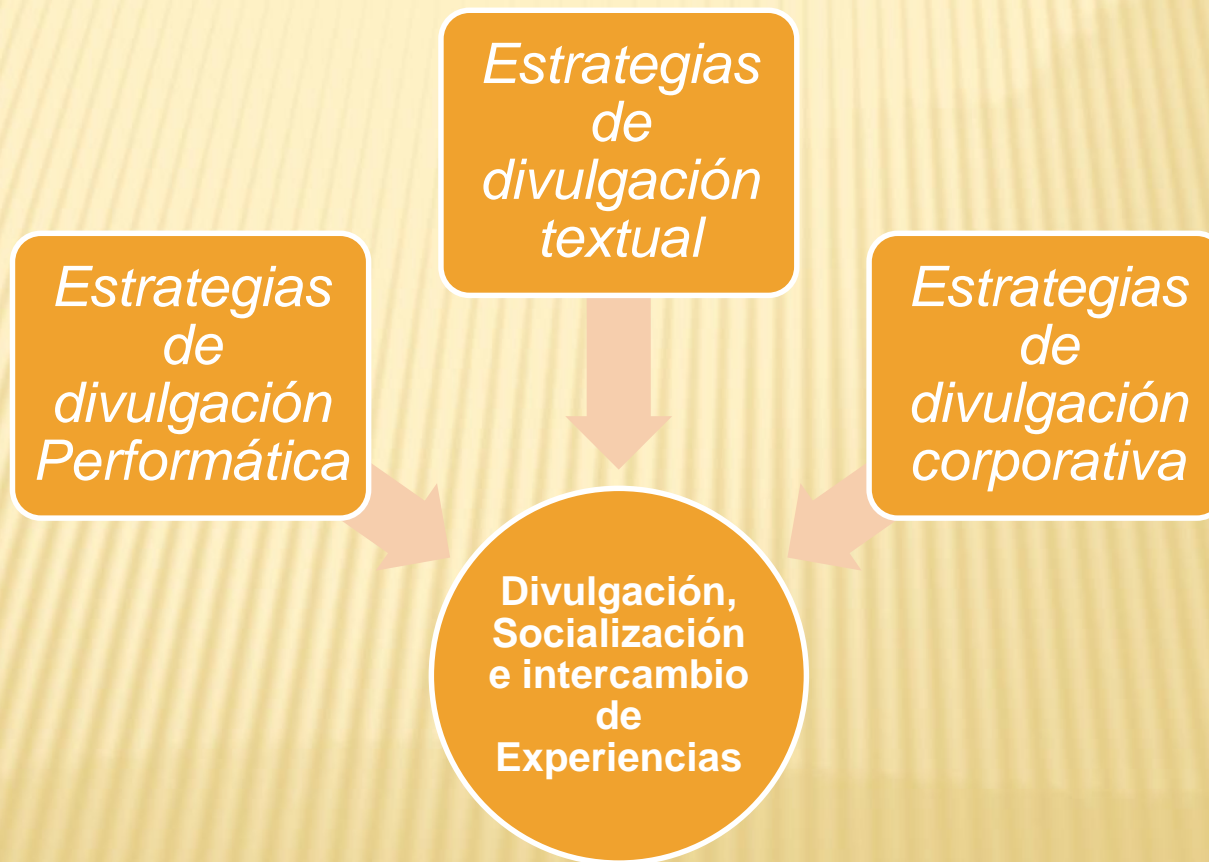 Estrategias
de
divulgación
textual
Estrategias
de
divulgación
Performática
Estrategias
de
divulgación
corporativa
Divulgación,
Socialización
e intercambio
de
Experiencias